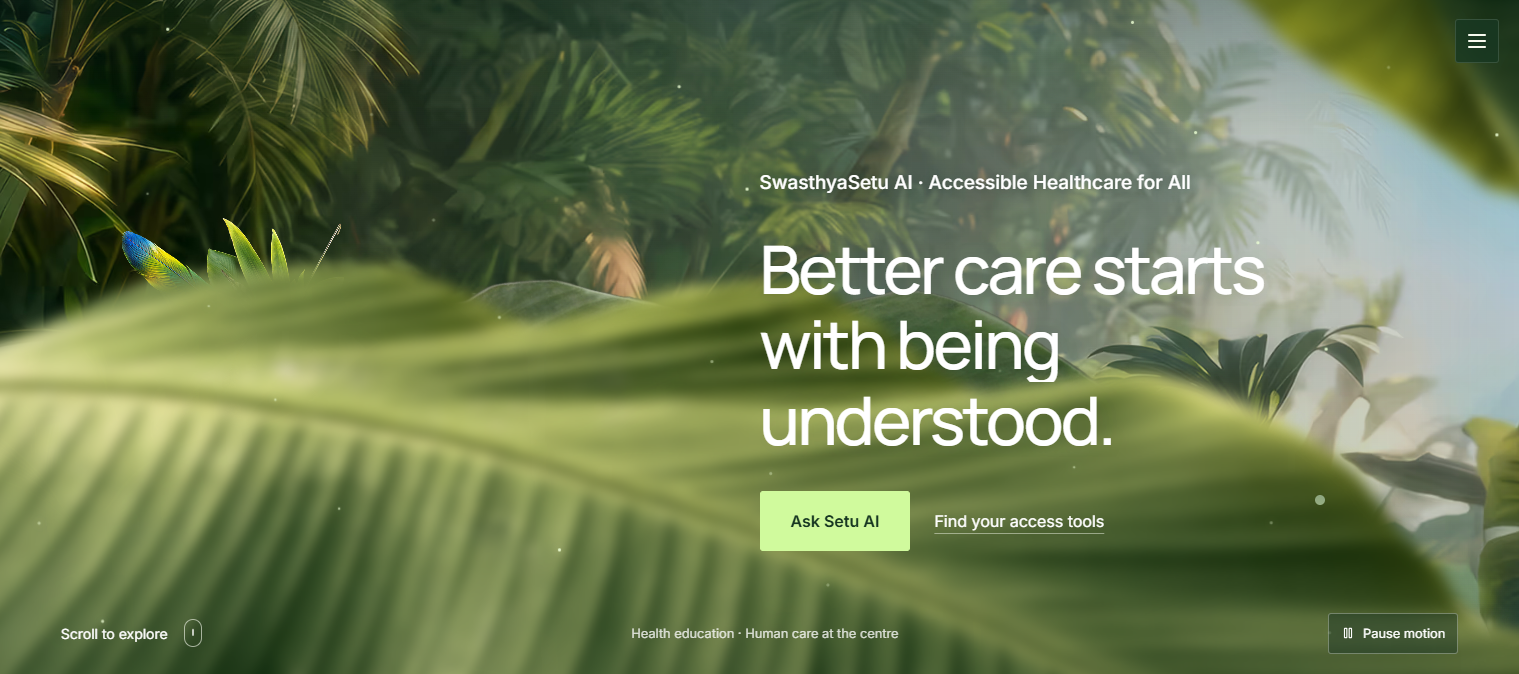 SwasthyaSetu AI · Accessible Healthcare for All
Better care starts
with being
understood.
Ask Setu AI
Find your access tools
Scroll to explore
Health education · Human care at the centre
Pause motion